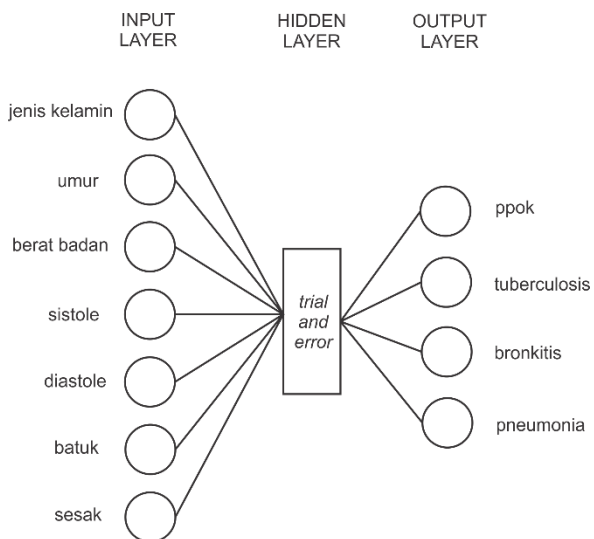 INPUT
LAYER
HIDDEN
LAYER
OUTPUT
LAYER
jenis kelamin
umur
berat badan
sistole
diastole
batuk
sesak
trial
and
error
ppok
tuberculosis
bronkitis
pneumonia